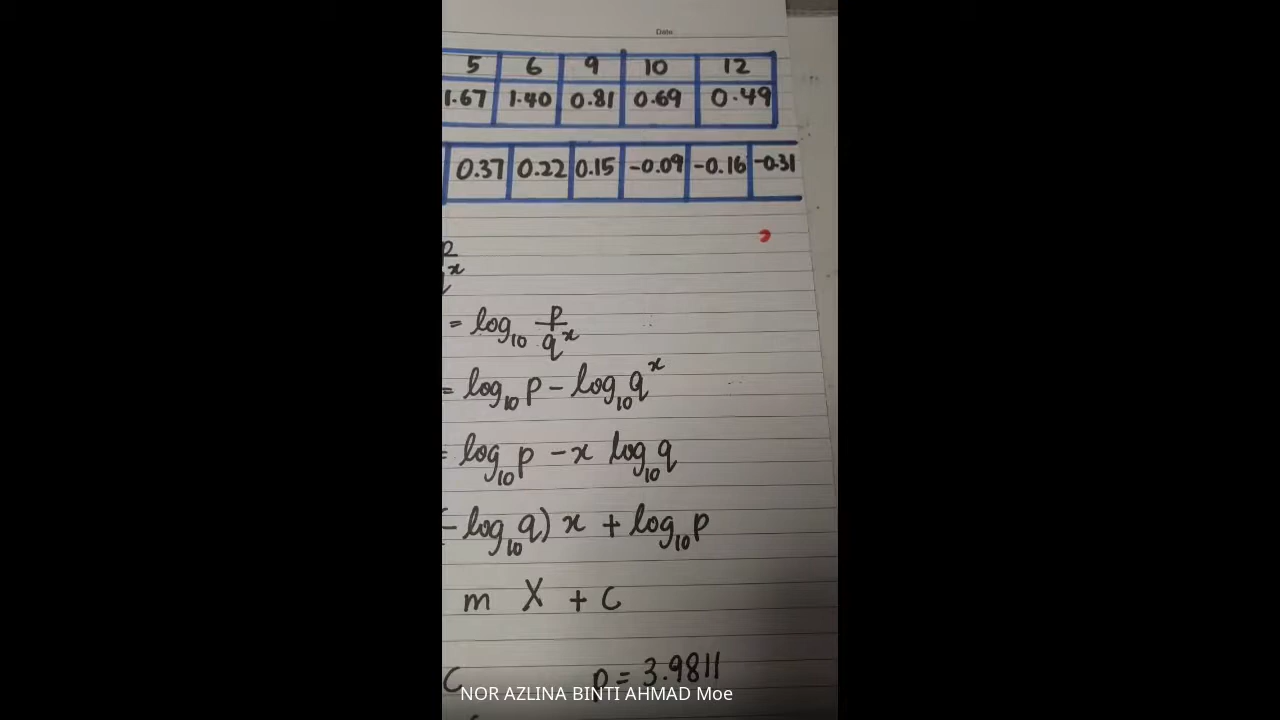 Date:
5 6 9 10 12
1.67 1.40 0.81 0.69 0.49
0.37 0.22 0.15 -0.09 -0.16 -0.31
p
x
= log10 p/q^x
= log10 p - log10 q^x
= log10 p - x log10 q
(-log10 q) x + log10 p
m X + C
C p = 3.9811
NOR AZLINA BINTI AHMAD Moe